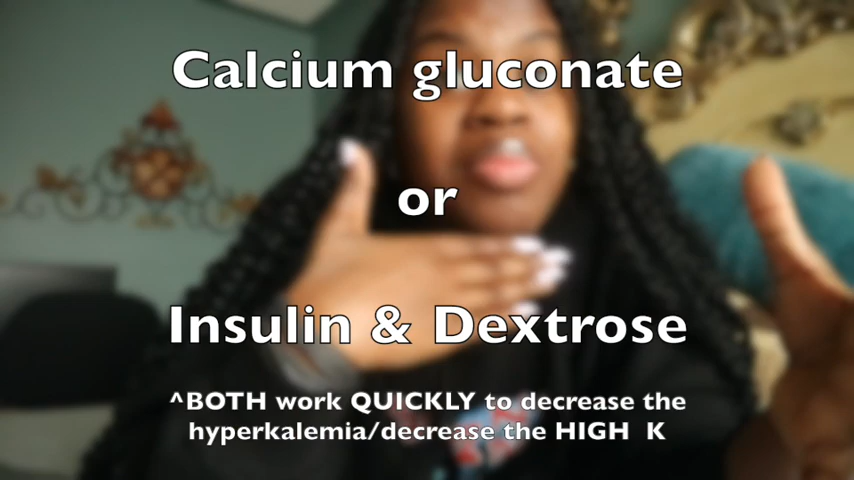 Calcium gluconate
or
Insulin & Dextrose
^BOTH work QUICKLY to decrease the
hyperkalemia/decrease the HIGH K